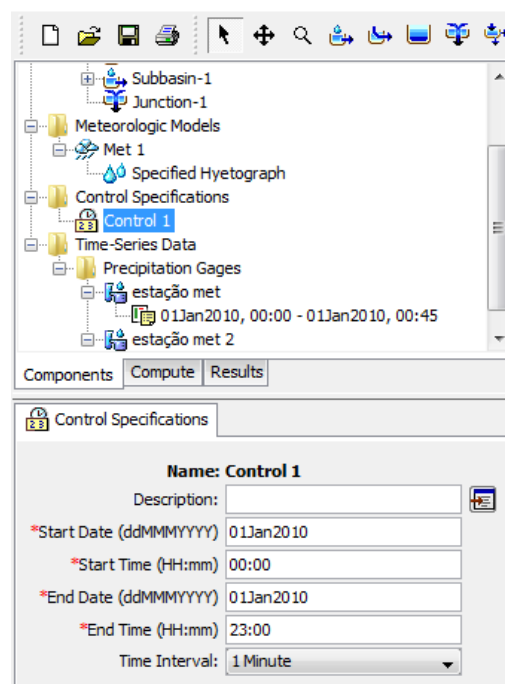 Subbasin-1
Junction-1
Meteorologic Models
Met 1
Specified Hyetograph
Control Specifications
Control 1
Time-Series Data
Precipitation Gages
estação met
01Jan2010, 00:00 - 01Jan2010, 00:45
estação met 2
Components Compute Results
Control Specifications
Name: Control 1
Description:
*Start Date (ddMMMYYYY) 01Jan2010
*Start Time (HH:mm) 00:00
*End Date (ddMMMYYYY) 01Jan2010
*End Time (HH:mm) 23:00
Time Interval: 1 Minute